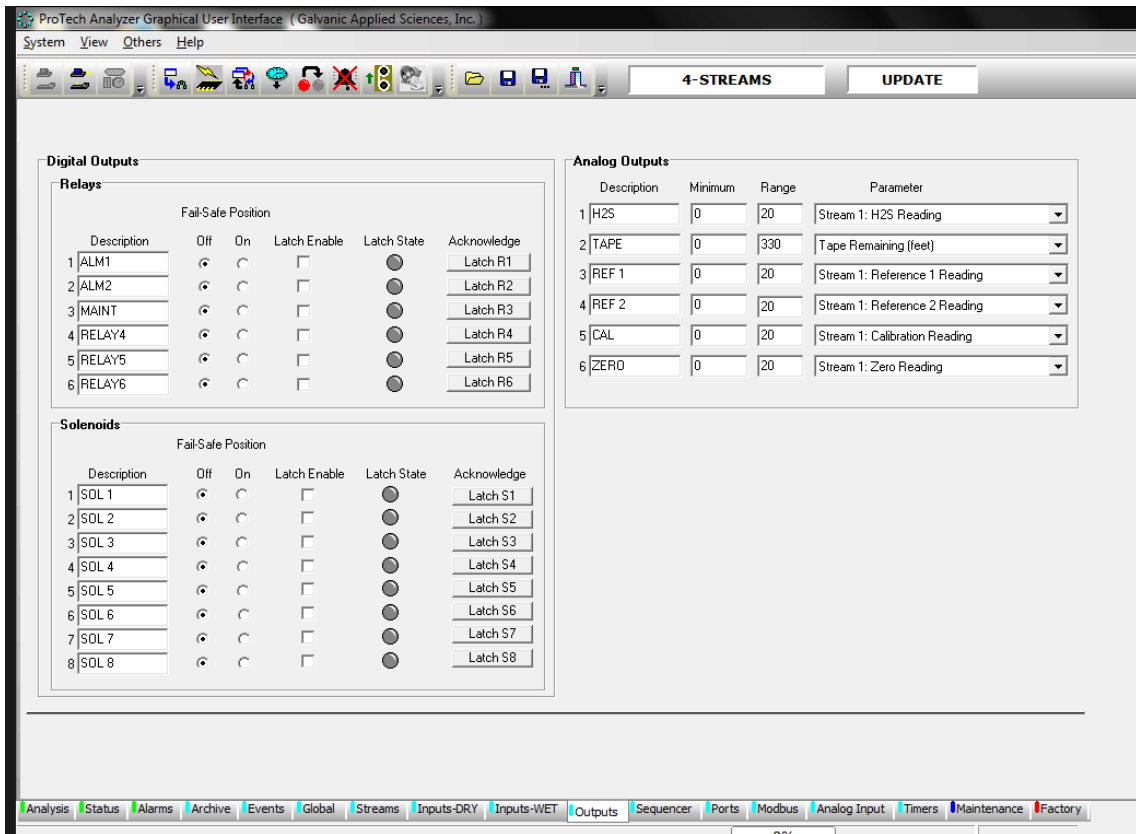 ProTech Analyzer Graphical User Interface ( Galvanic Applied Sciences, Inc. )
System View Others Help
4-STREAMS UPDATE
Digital Outputs
Relays
Fail-Safe Position
Description Off On Latch Enable Latch State Acknowledge
1 ALM1 Latch R1
2 ALM2 Latch R2
3 MAINT Latch R3
4 RELAY4 Latch R4
5 RELAY5 Latch R5
6 RELAY6 Latch R6
Solenoids
Fail-Safe Position
Description Off On Latch Enable Latch State Acknowledge
1 SOL 1 Latch S1
2 SOL 2 Latch S2
3 SOL 3 Latch S3
4 SOL 4 Latch S4
5 SOL 5 Latch S5
6 SOL 6 Latch S6
7 SOL 7 Latch S7
8 SOL 8 Latch S8
Analog Outputs
Description Minimum Range Parameter
1 H2S 0 20 Stream 1: H2S Reading
2 TAPE 0 330 Tape Remaining (feet)
3 REF 1 0 20 Stream 1: Reference 1 Reading
4 REF 2 0 20 Stream 1: Reference 2 Reading
5 CAL 0 20 Stream 1: Calibration Reading
6 ZERO 0 20 Stream 1: Zero Reading
Analysis Status Alarms Archive Events Global Streams Inputs-DRY Inputs-WET Outputs Sequencer Ports Modbus Analog Input Timers Maintenance Factory